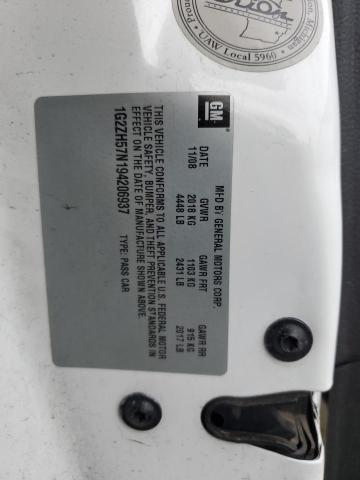 GM
MFD BY GENERAL MOTORS CORP.
DATE GVWR GAWR FRT GAWR RR
11/08 2018 KG 1103 KG 915 KG
4448 LB 2431 LB 2017 LB
THIS VEHICLE CONFORMS TO ALL APPLICABLE U.S. FEDERAL MOTOR
VEHICLE SAFETY, BUMPER, AND THEFT PREVENTION STANDARDS IN
EFFECT ON THE DATE OF MANUFACTURE SHOWN ABOVE.
1G2ZH57N194206937 TYPE: PASS CAR
Michigan
UAW Local 5960